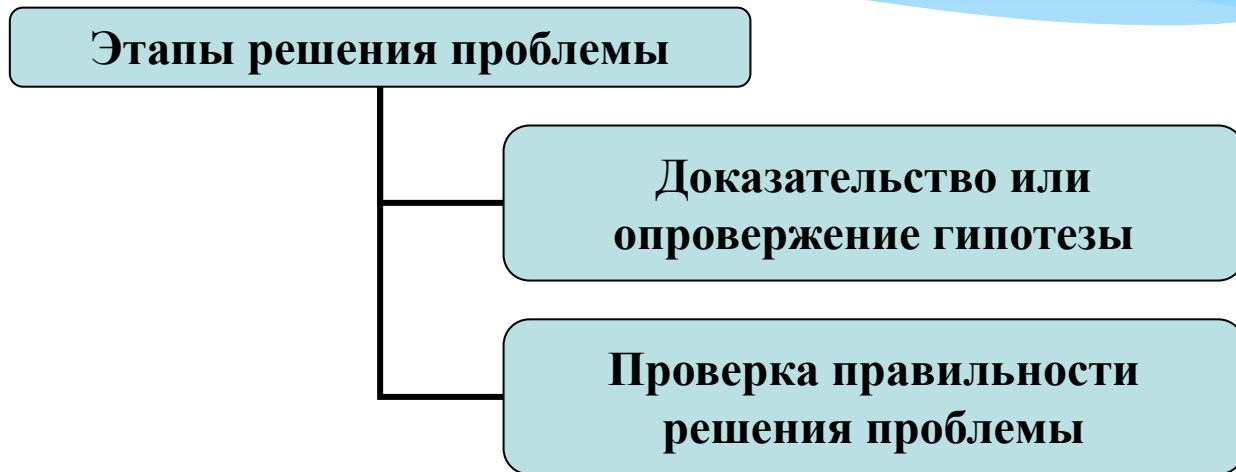 Этапы решения проблемы
Доказательство или
опровержение гипотезы
Проверка правильности
решения проблемы